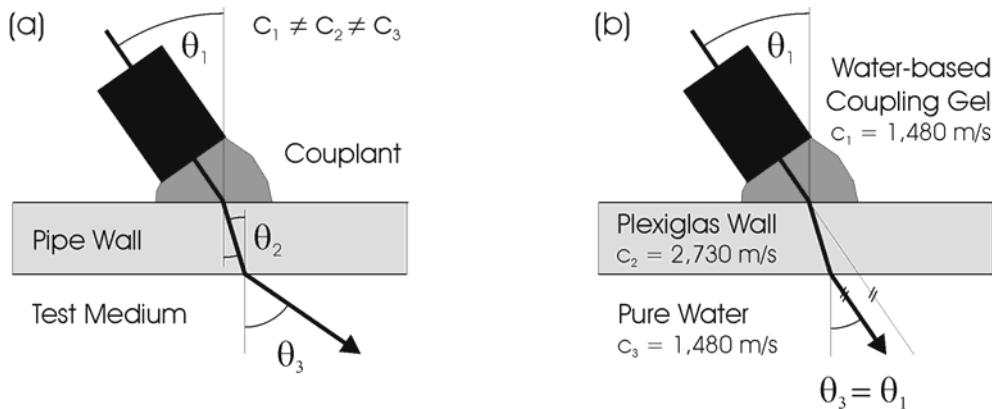 (a)
θ₁
C₁ ≠ C₂ ≠ C₃
Couplant
Pipe Wall
θ₂
Test Medium
θ₃
(b)
θ₁
Water-based
Coupling Gel
c₁ = 1,480 m/s
Plexiglas Wall
c₂ = 2,730 m/s
Pure Water
c₃ = 1,480 m/s
θ₃ = θ₁